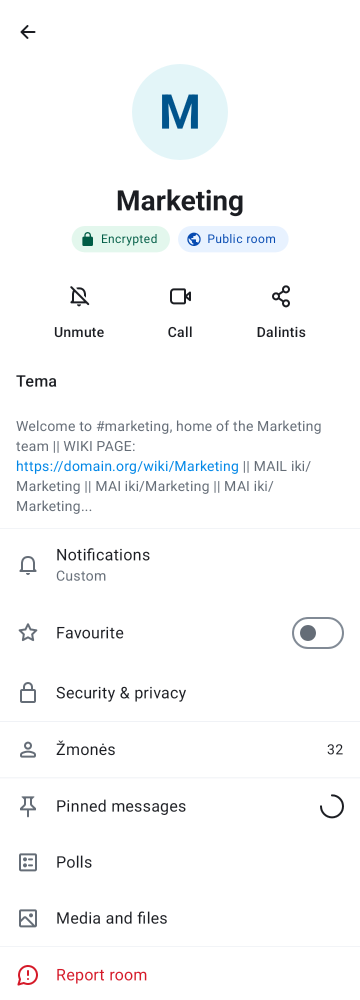 M
Marketing
Encrypted
Public room
Unmute
Call
Dalintis
Tema
Welcome to #marketing, home of the Marketing
team || WIKI PAGE:
https://domain.org/wiki/Marketing || MAIL iki/
Marketing || MAI iki/Marketing || MAI iki/
Marketing...
Notifications
Custom
Favourite
Security & privacy
Žmonės 32
Pinned messages
Polls
Media and files
Report room